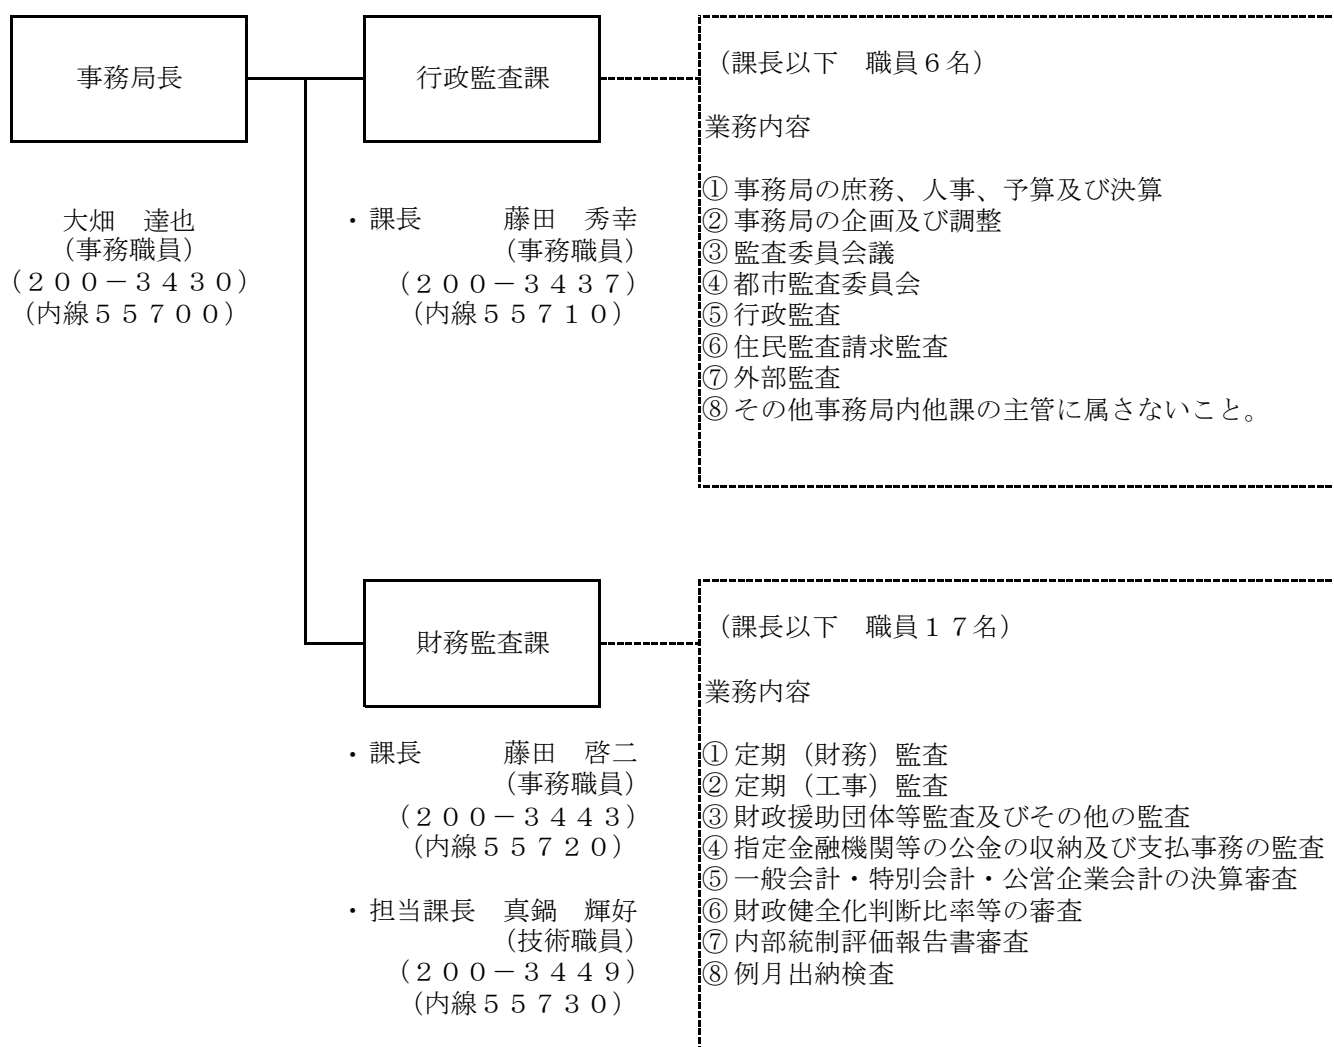 事務局長
大畑　達也
(事務職員)
(２００－３４３０)
(内線５５７００)
行政監査課
・課長　　　藤田　秀幸
(事務職員)
(２００－３４３７)
(内線５５７１０)
（課長以下　職員６名）
業務内容
①事務局の庶務、人事、予算及び決算
②事務局の企画及び調整
③監査委員会議
④都市監査委員会
⑤行政監査
⑥住民監査請求監査
⑦外部監査
⑧その他事務局内他課の主管に属さないこと。
財務監査課
・課長　　　藤田　啓二
(事務職員)
(２００－３４４３)
(内線５５７２０)
・担当課長　真鍋　輝好
(技術職員)
(２００－３４４９)
(内線５５７３０)
（課長以下　職員１７名）
業務内容
①定期（財務）監査
②定期（工事）監査
③財政援助団体等監査及びその他の監査
④指定金融機関等の公金の収納及び支払事務の監査
⑤一般会計・特別会計・公営企業会計の決算審査
⑥財政健全化判断比率等の審査
⑦内部統制評価報告書審査
⑧例月出納検査